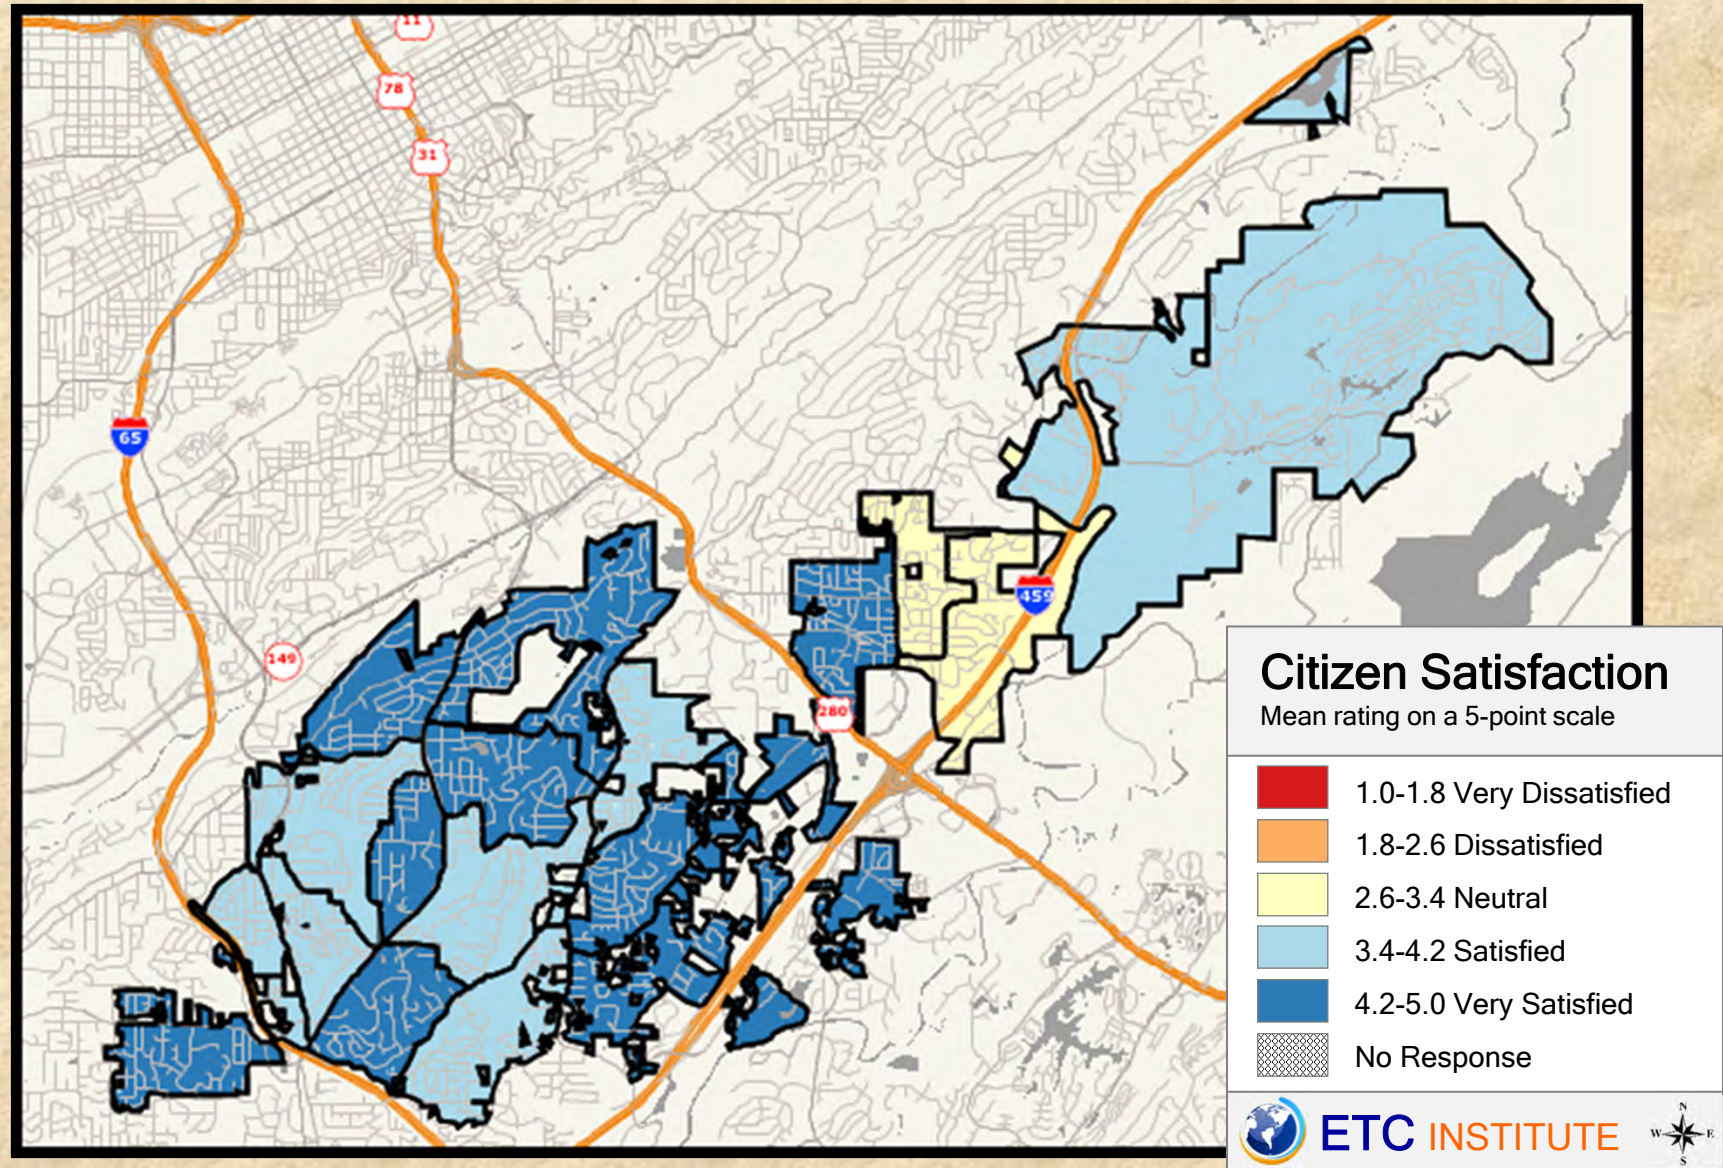 11
78
31
65
149
459
280
Citizen Satisfaction
Mean rating on a 5-point scale
1.0-1.8 Very Dissatisfied
1.8-2.6 Dissatisfied
2.6-3.4 Neutral
3.4-4.2 Satisfied
4.2-5.0 Very Satisfied
No Response
ETC INSTITUTE
N
W E
S